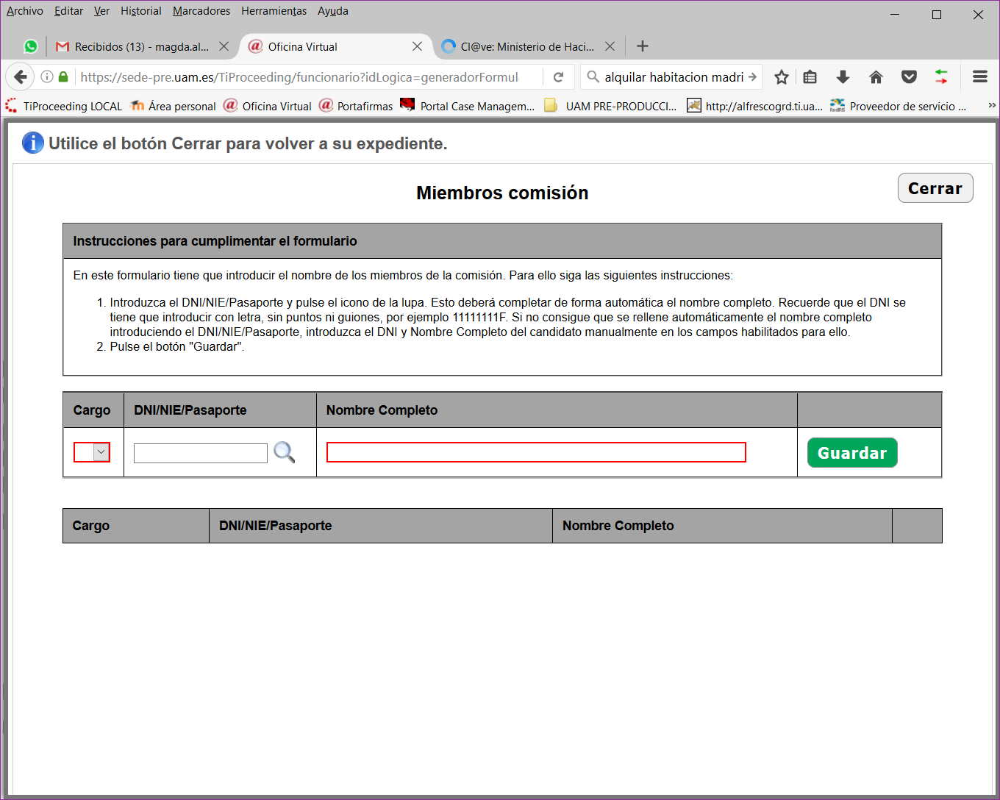 Archivo Editar Ver Historial Marcadores Herramientas Ayuda
Recibidos (13) - magda.al... Oficina Virtual Cl@ve: Ministerio de Haci...
https://sede-pre.uam.es/TiProceeding/funcionario?idLogica=generadorFormul alquilar habitacion madri
TiProceeding LOCAL Área personal Oficina Virtual Portafirmas Portal Case Managem... UAM PRE-PRODUCCI... http://alfrescogrd.ti.ua... Proveedor de servicio ... »
Utilice el botón Cerrar para volver a su expediente.
Cerrar
Miembros comisión
Instrucciones para cumplimentar el formulario
En este formulario tiene que introducir el nombre de los miembros de la comisión. Para ello siga las siguientes instrucciones:
1. Introduzca el DNI/NIE/Pasaporte y pulse el icono de la lupa. Esto deberá completar de forma automática el nombre completo. Recuerde que el DNI se
tiene que introducir con letra, sin puntos ni guiones, por ejemplo 11111111F. Si no consigue que se rellene automáticamente el nombre completo
introduciendo el DNI/NIE/Pasaporte, introduzca el DNI y Nombre Completo del candidato manualmente en los campos habilitados para ello.
2. Pulse el botón "Guardar".
Cargo DNI/NIE/Pasaporte Nombre Completo
Guardar
Cargo DNI/NIE/Pasaporte Nombre Completo